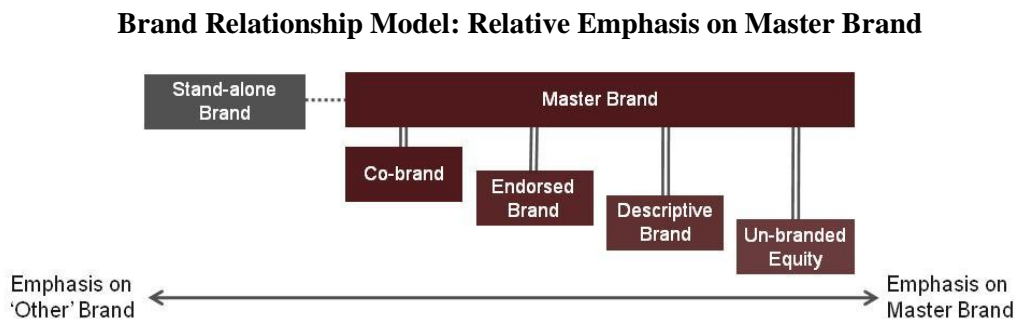 Brand Relationship Model: Relative Emphasis on Master Brand
Stand-alone
Brand
Master Brand
Co-brand
Endorsed
Brand
Descriptive
Brand
Un-branded
Equity
Emphasis on
‘Other’ Brand
Emphasis on
Master Brand